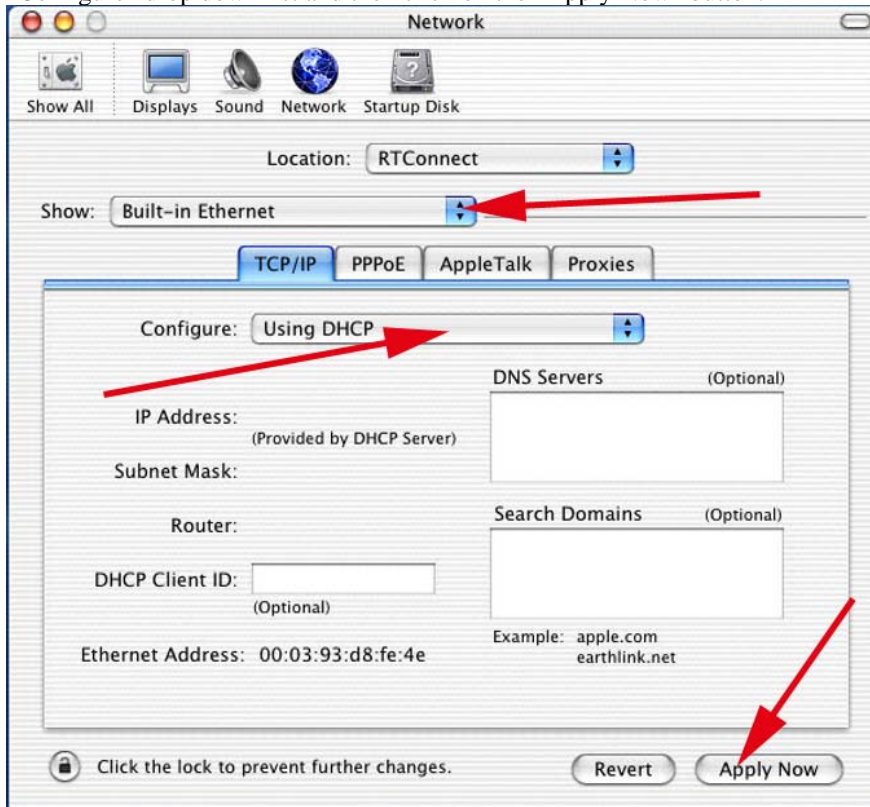 Network
Show All Displays Sound Network Startup Disk
Location: RTConnect
Show: Built-in Ethernet
TCP/IP PPPoE AppleTalk Proxies
Configure: Using DHCP
DNS Servers (Optional)
IP Address:
(Provided by DHCP Server)
Subnet Mask:
Router:
Search Domains (Optional)
DHCP Client ID:
(Optional)
Example: apple.com
earthlink.net
Ethernet Address: 00:03:93:d8:fe:4e
Click the lock to prevent further changes.
Revert Apply Now